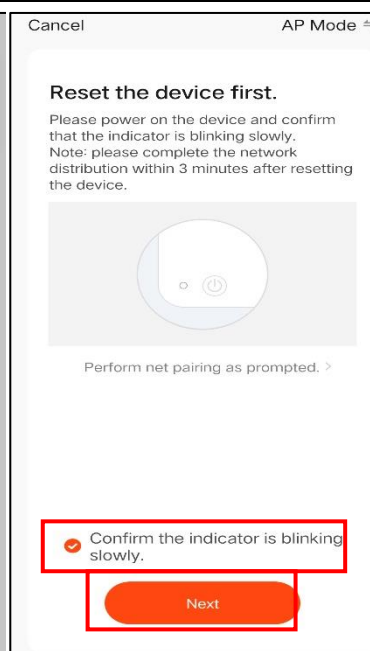 Cancel AP Mode
Reset the device first.
Please power on the device and confirm
that the indicator is blinking slowly.
Note: please complete the network
distribution within 3 minutes after resetting
the device.
Perform net pairing as prompted. >
Confirm the indicator is blinking
slowly.
Next